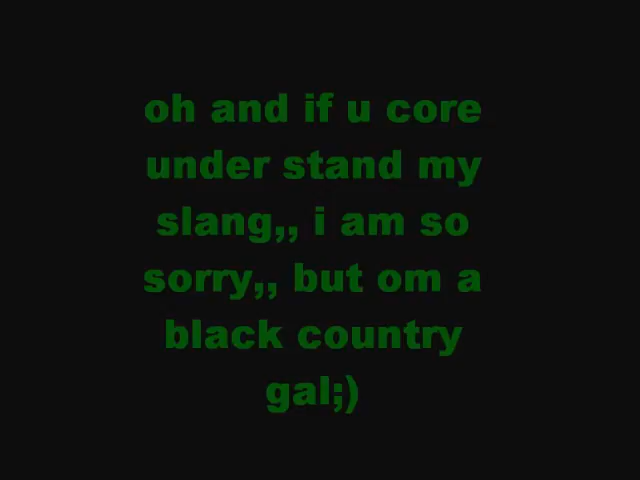 oh and if u core
under stand my
slang,, i am so
sorry,, but om a
black country
gal;)